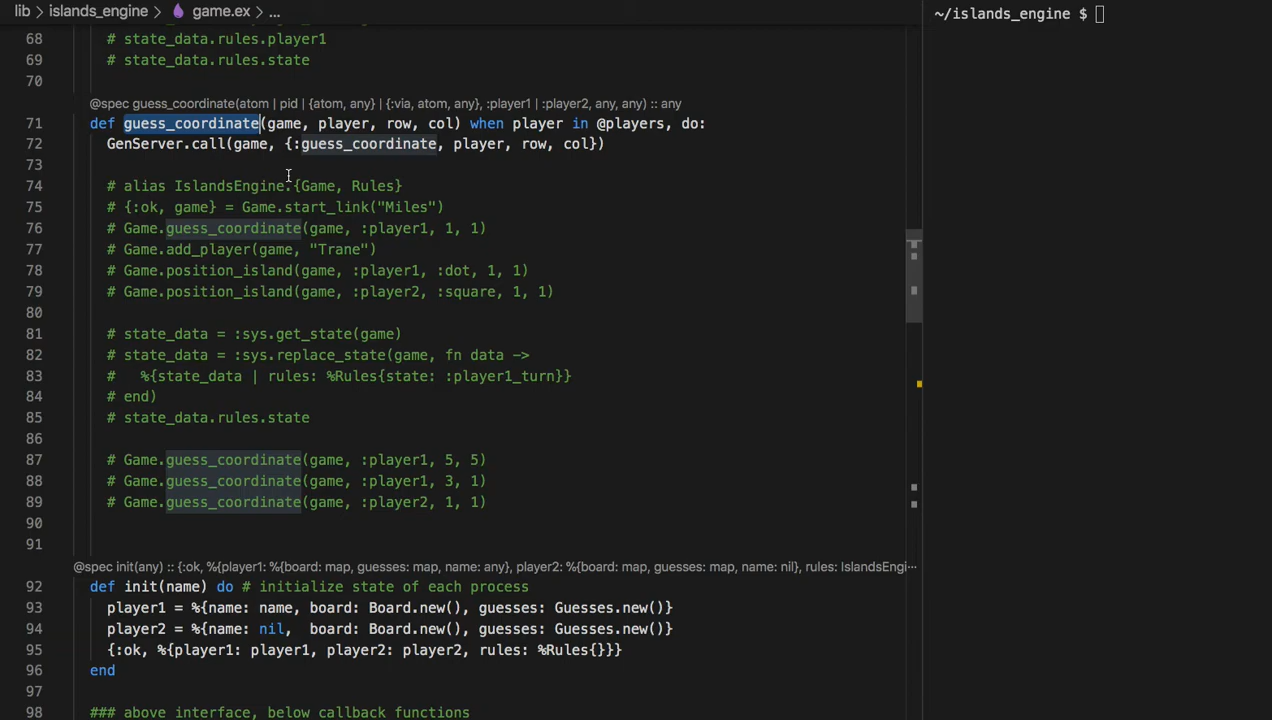 lib > islands_engine > game.ex > ...
~/islands_engine $
68 # state_data.rules.player1
69 # state_data.rules.state
70
@spec guess_coordinate(atom | pid | {atom, any} | {:via, atom, any}, :player1 | :player2, any, any) :: any
71 def guess_coordinate(game, player, row, col) when player in @players, do:
72 GenServer.call(game, {:guess_coordinate, player, row, col})
73
74 # alias IslandsEngine.{Game, Rules}
75 # {:ok, game} = Game.start_link("Miles")
76 # Game.guess_coordinate(game, :player1, 1, 1)
77 # Game.add_player(game, "Trane")
78 # Game.position_island(game, :player1, :dot, 1, 1)
79 # Game.position_island(game, :player2, :square, 1, 1)
80
81 # state_data = :sys.get_state(game)
82 # state_data = :sys.replace_state(game, fn data ->
83 #   %{state_data | rules: %Rules{state: :player1_turn}}
84 # end)
85 # state_data.rules.state
86
87 # Game.guess_coordinate(game, :player1, 5, 5)
88 # Game.guess_coordinate(game, :player1, 3, 1)
89 # Game.guess_coordinate(game, :player2, 1, 1)
90
91
@spec init(any) :: {:ok, %{player1: %{board: map, guesses: map, name: any}, player2: %{board: map, guesses: map, name: nil}, rules: IslandsEngi...
92 def init(name) do # initialize state of each process
93 player1 = %{name: name, board: Board.new(), guesses: Guesses.new()}
94 player2 = %{name: nil,  board: Board.new(), guesses: Guesses.new()}
95 {:ok, %{player1: player1, player2: player2, rules: %Rules{}}}
96 end
97
98 ### above interface, below callback functions